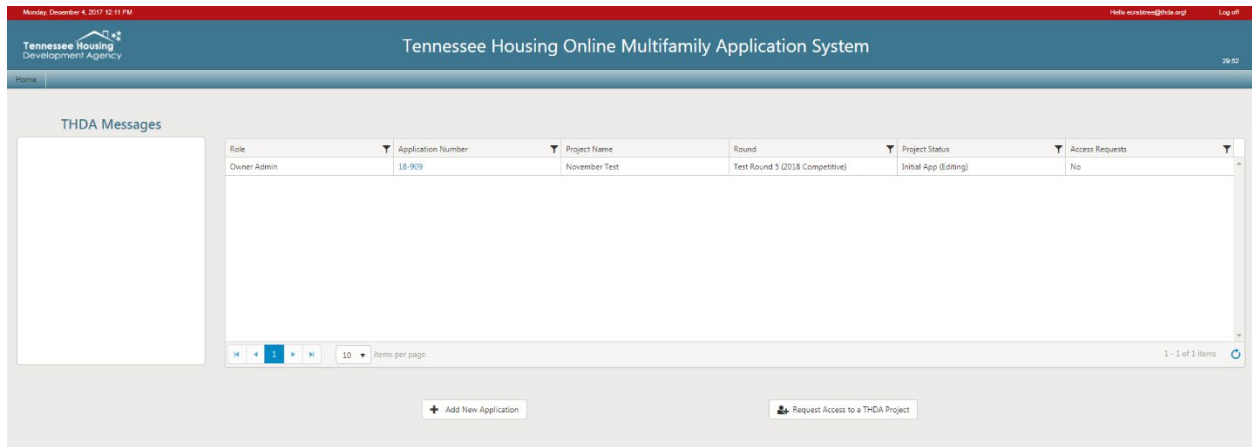 Monday, December 4, 2017 12:11 PM
Hello ecrabtree@thda.org!
Log off
Tennessee Housing
Development Agency
Tennessee Housing Online Multifamily Application System
29:52
Home
THDA Messages
Role Application Number Project Name Round Project Status Access Requests
Owner Admin 18-909 November Test Test Round 5 (2018 Competitive) Initial App (Editing) No
1 10 items per page 1 - 1 of 1 items
Add New Application
Request Access to a THDA Project